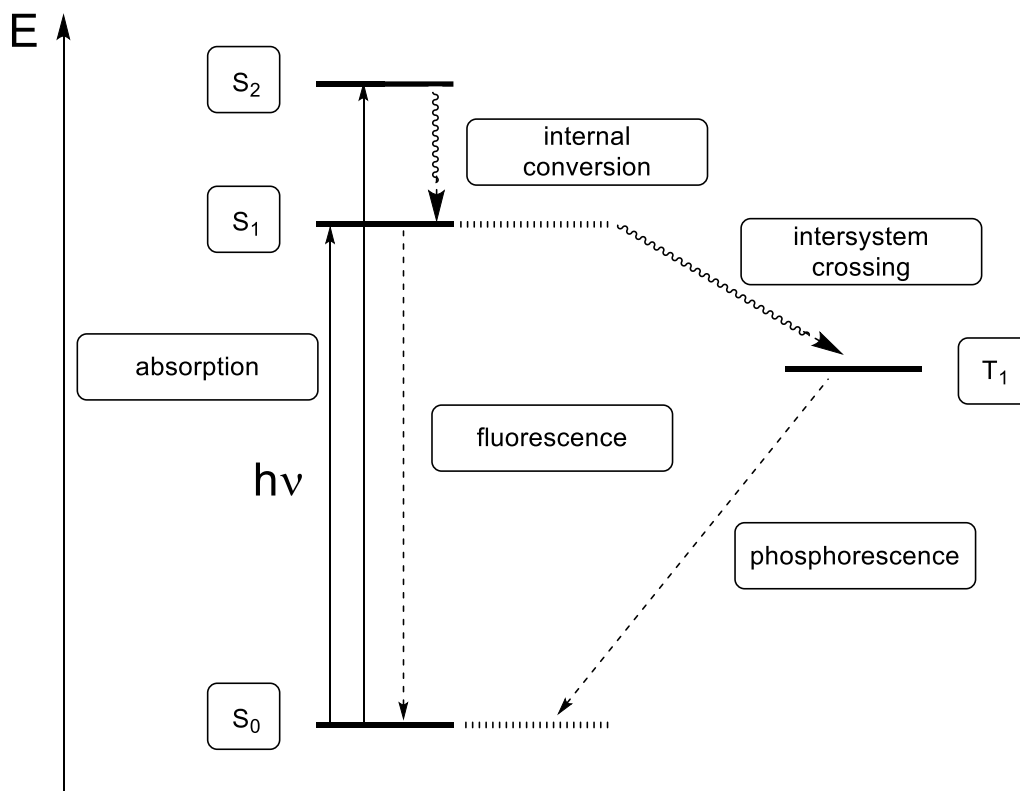 E
S₂
internal
conversion
S₁
intersystem
crossing
absorption
T₁
fluorescence
hν
phosphorescence
S₀